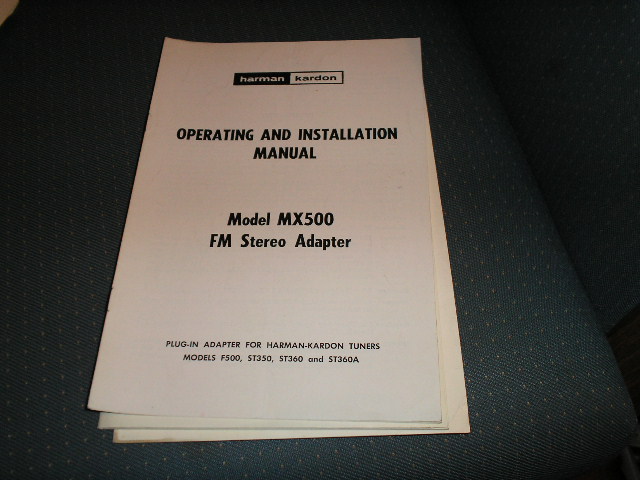 harman kardon
OPERATING AND INSTALLATION
MANUAL
Model MX500
FM Stereo Adapter
PLUG-IN ADAPTER FOR HARMAN-KARDON TUNERS
MODELS F500, ST350, ST360 and ST360A